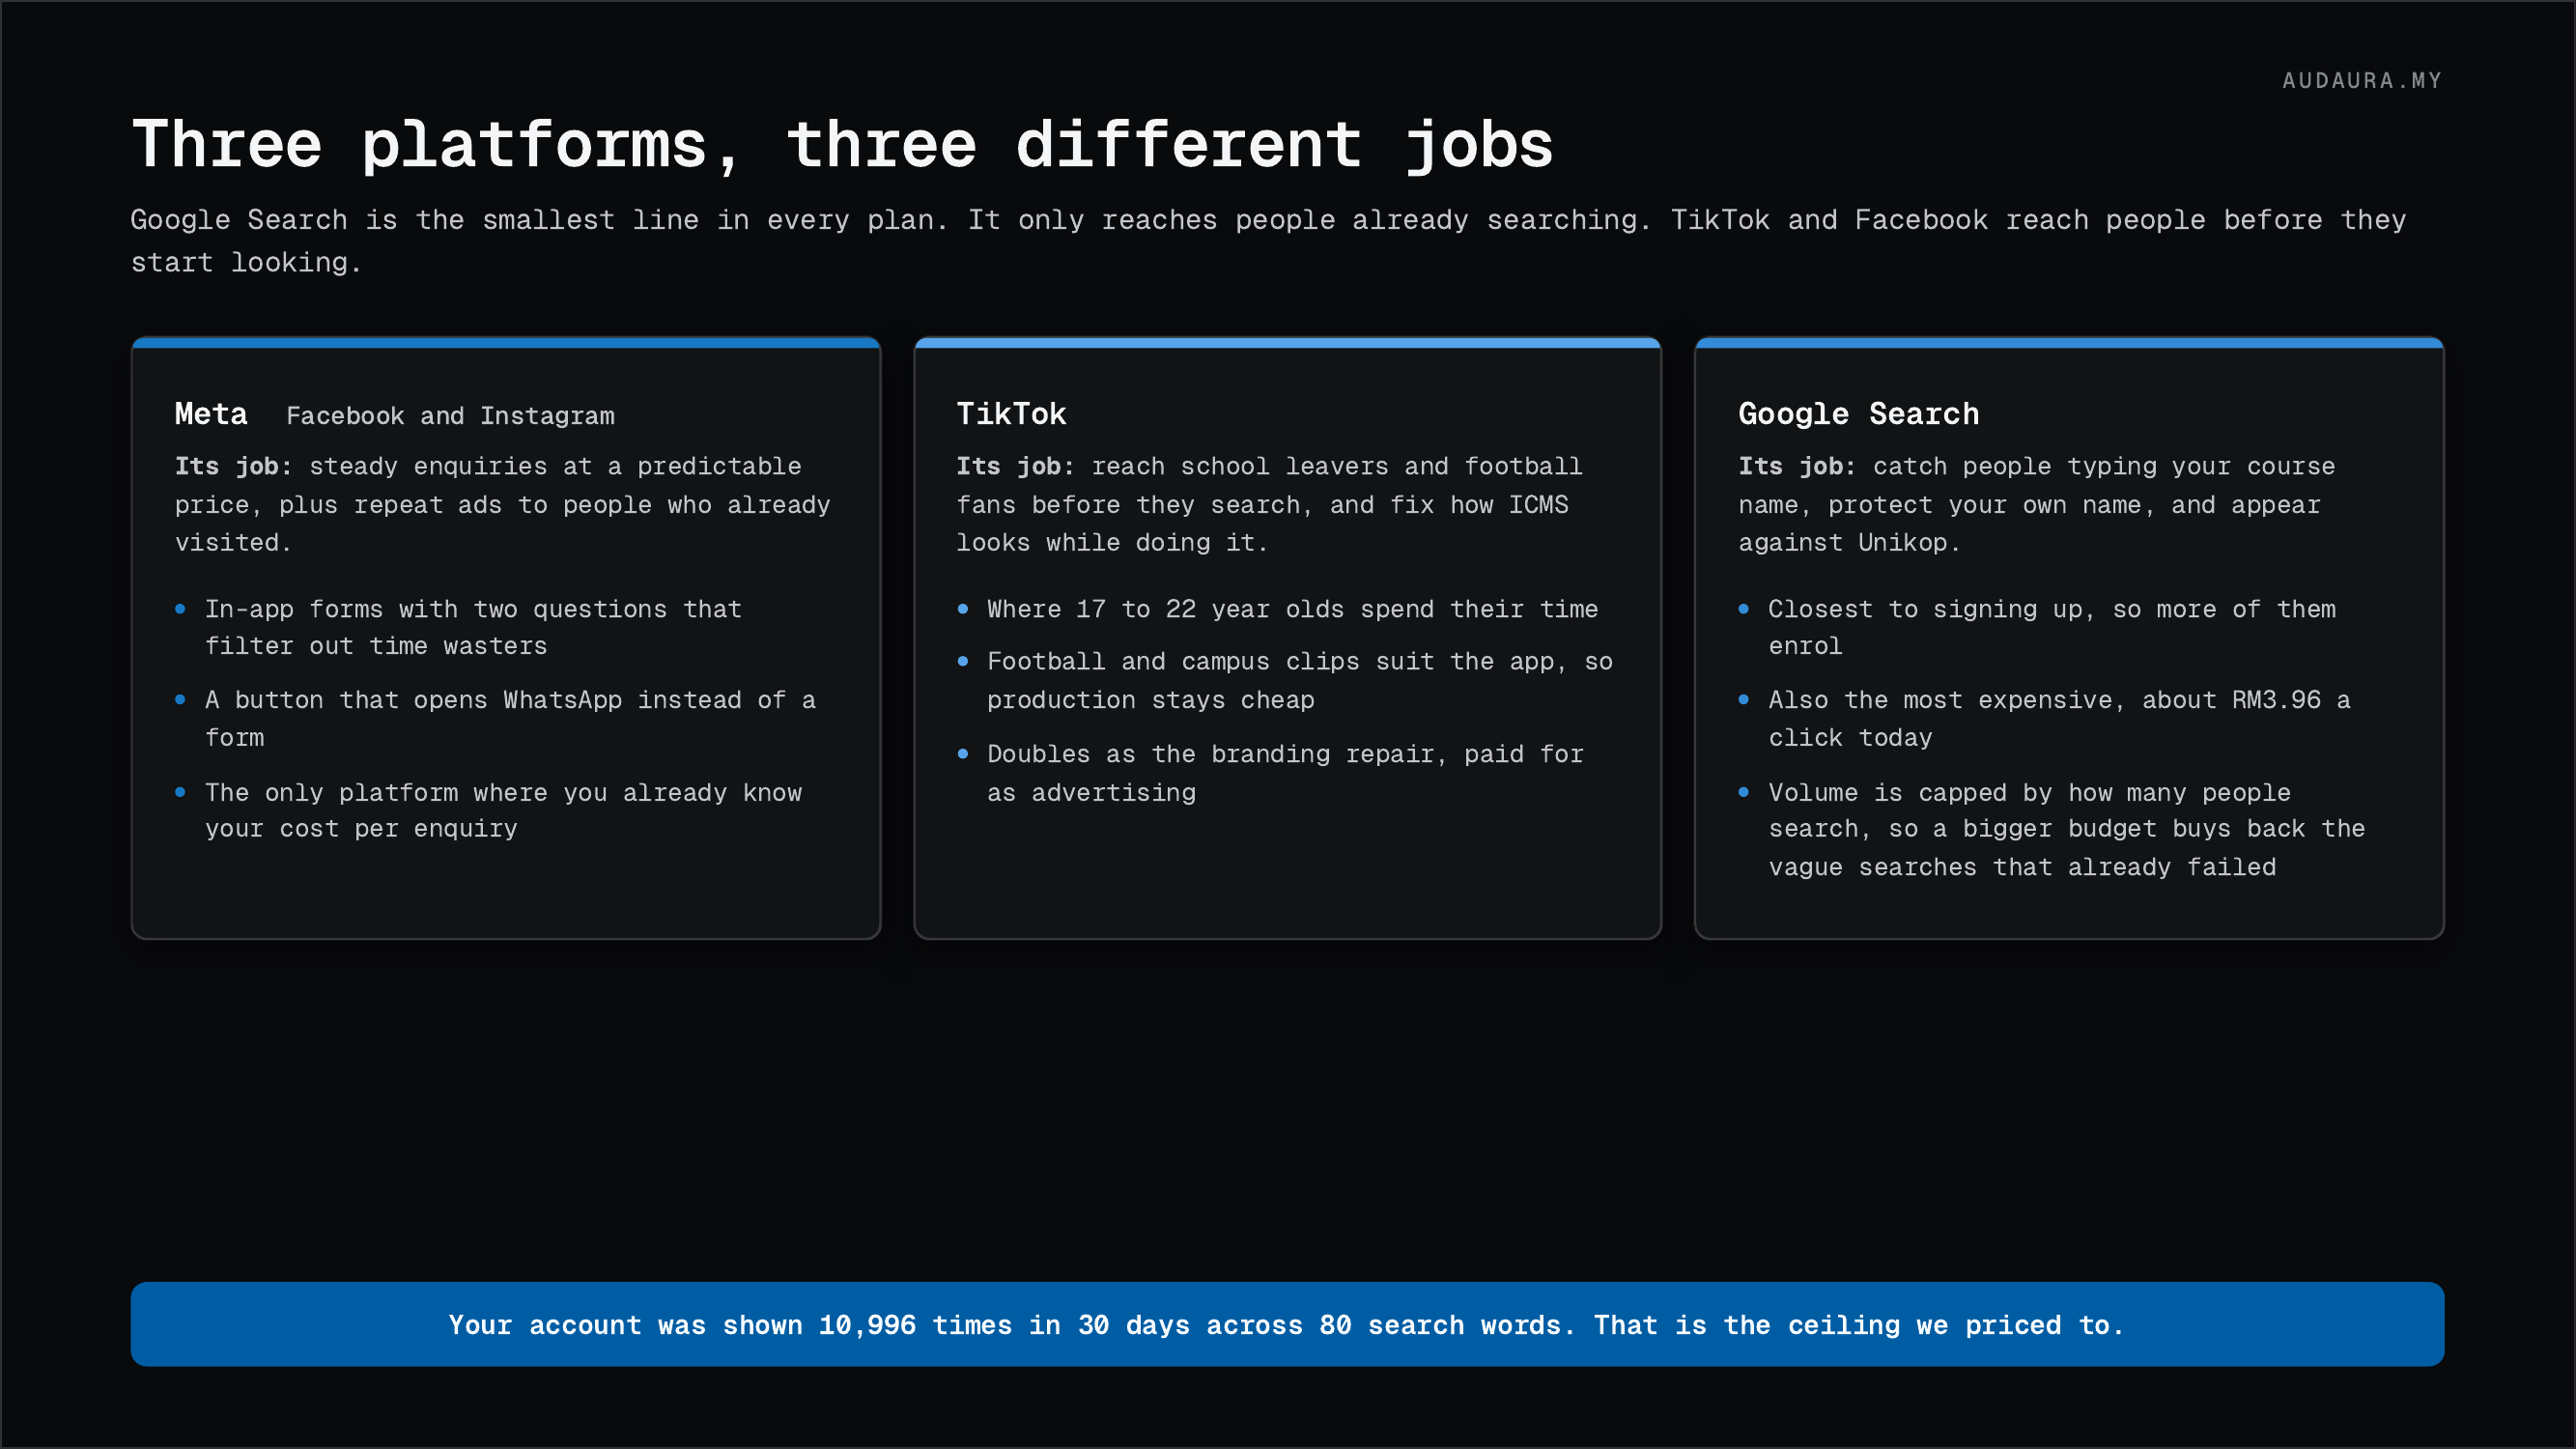 AUDAURA.MY
Three platforms, three different jobs
Google Search is the smallest line in every plan. It only reaches people already searching. TikTok and Facebook reach people before they
start looking.
Meta Facebook and Instagram
Its job: steady enquiries at a predictable
price, plus repeat ads to people who already
visited.
In-app forms with two questions that
filter out time wasters
A button that opens WhatsApp instead of a
form
The only platform where you already know
your cost per enquiry
TikTok
Its job: reach school leavers and football
fans before they search, and fix how ICMS
looks while doing it.
Where 17 to 22 year olds spend their time
Football and campus clips suit the app, so
production stays cheap
Doubles as the branding repair, paid for
as advertising
Google Search
Its job: catch people typing your course
name, protect your own name, and appear
against Unikop.
Closest to signing up, so more of them
enrol
Also the most expensive, about RM3.96 a
click today
Volume is capped by how many people
search, so a bigger budget buys back the
vague searches that already failed
Your account was shown 10,996 times in 30 days across 80 search words. That is the ceiling we priced to.